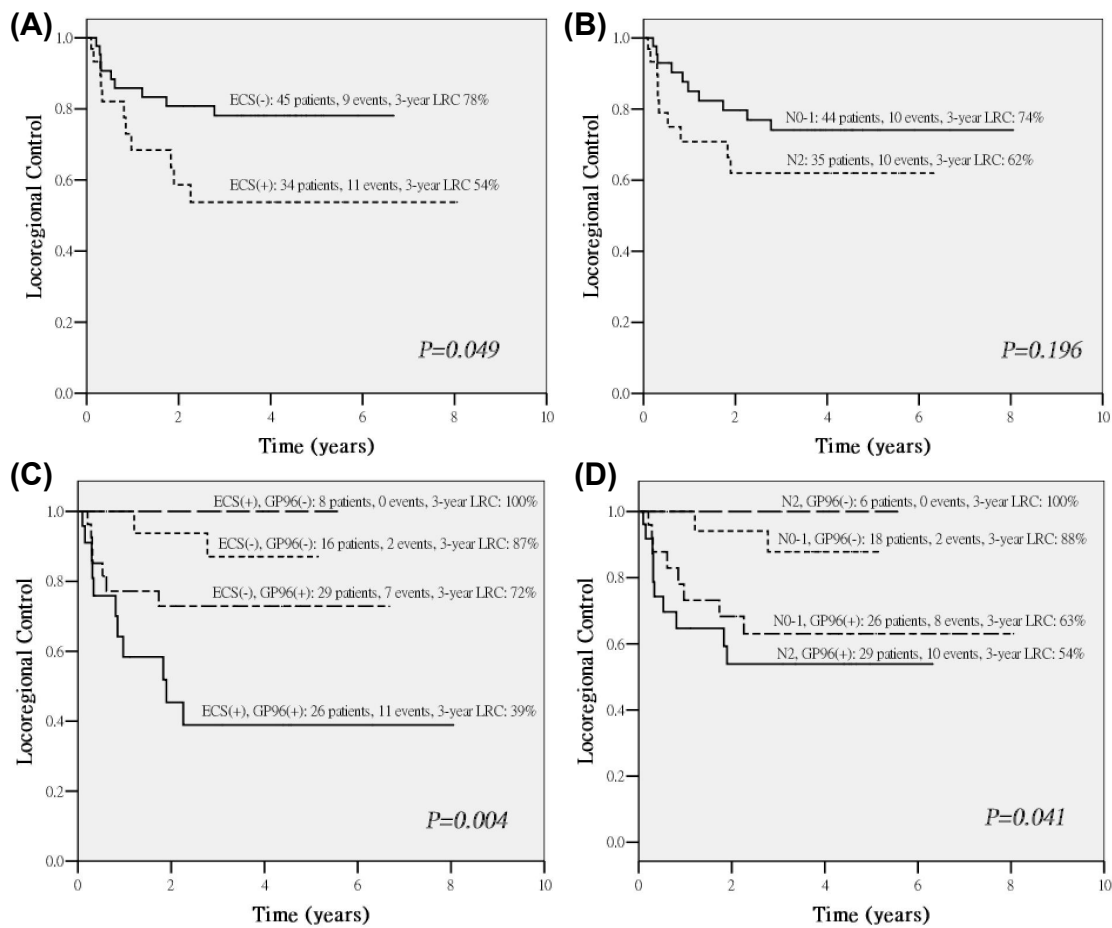 (A)
1.0
0.8
0.6
0.4
0.2
0.0
Locoregional Control
ECS(-): 45 patients, 9 events, 3-year LRC 78%
ECS(+): 34 patients, 11 events, 3-year LRC 54%
P=0.049
0 2 4 6 8 10
Time (years)
(B)
1.0
0.8
0.6
0.4
0.2
0.0
Locoregional Control
N0-1: 44 patients, 10 events, 3-year LRC: 74%
N2: 35 patients, 10 events, 3-year LRC: 62%
P=0.196
0 2 4 6 8 10
Time (years)
(C)
1.0
0.8
0.6
0.4
0.2
0.0
Locoregional Control
ECS(+), GP96(-): 8 patients, 0 events, 3-year LRC: 100%
ECS(-), GP96(-): 16 patients, 2 events, 3-year LRC: 87%
ECS(-), GP96(+): 29 patients, 7 events, 3-year LRC: 72%
ECS(+), GP96(+): 26 patients, 11 events, 3-year LRC: 39%
P=0.004
0 2 4 6 8 10
Time (years)
(D)
1.0
0.8
0.6
0.4
0.2
0.0
Locoregional Control
N2, GP96(-): 6 patients, 0 events, 3-year LRC: 100%
N0-1, GP96(-): 18 patients, 2 events, 3-year LRC: 88%
N0-1, GP96(+): 26 patients, 8 events, 3-year LRC: 63%
N2, GP96(+): 29 patients, 10 events, 3-year LRC: 54%
P=0.041
0 2 4 6 8 10
Time (years)